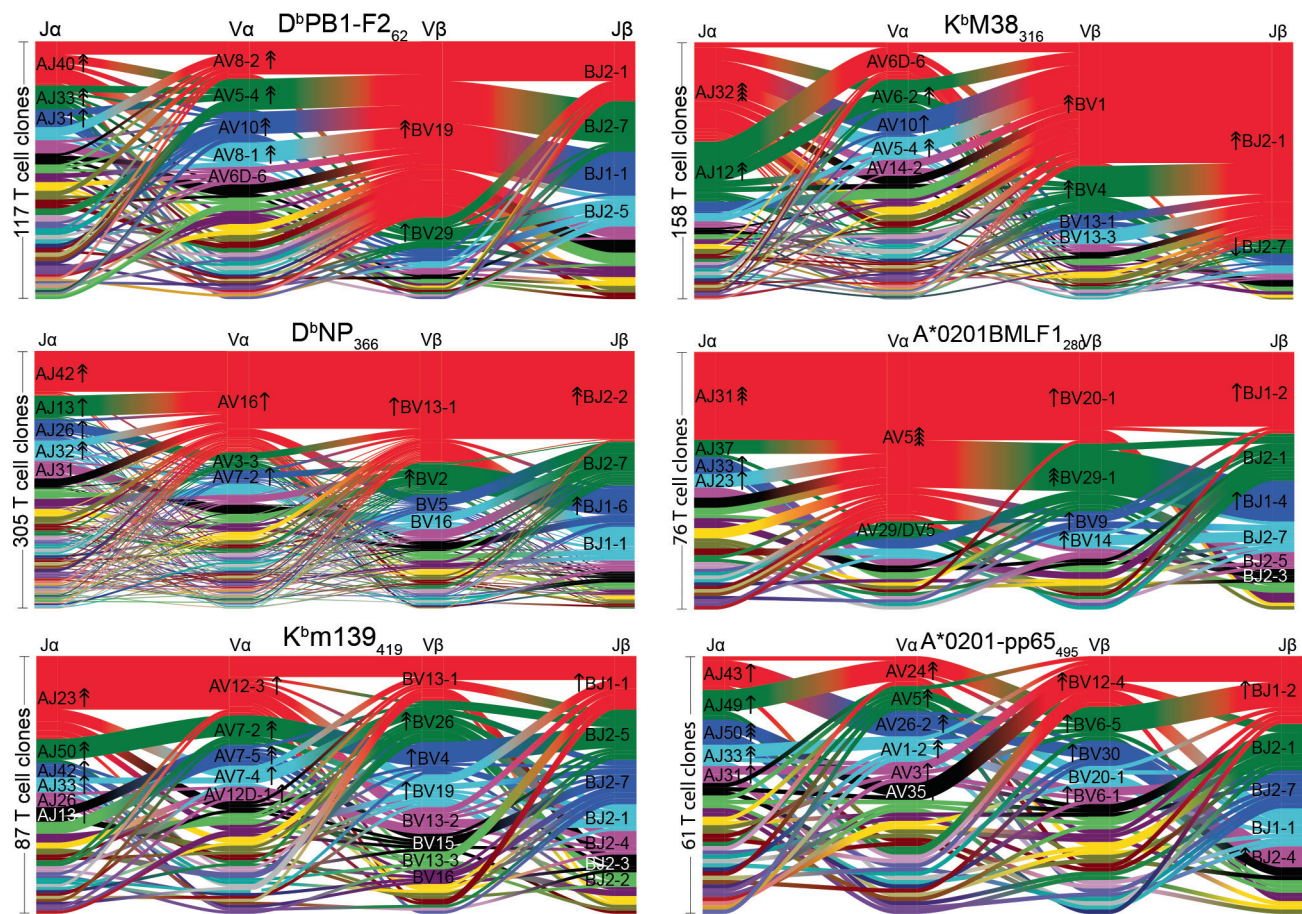 DᵇPB1-F2₆₂
Jα Vα Vβ Jβ
117 T cell clones
AJ40
AJ33
AJ31
AV8-2
AV5-4
AV10
AV8-1
AV6D-6
BV19
BV29
BJ2-1
BJ2-7
BJ1-1
BJ2-5
KᵇM38₃₁₆
Jα Vα Vβ Jβ
158 T cell clones
AJ32
AJ12
AV6D-6
AV6-2
AV10
AV5-4
AV14-2
BV1
BV4
BV13-1
BV13-3
BJ2-1
BJ2-7
DᵇNP₃₆₆
Jα Vα Vβ Jβ
305 T cell clones
AJ42
AJ13
AJ26
AJ32
AJ31
AV16
AV3-3
AV7-2
BV13-1
BV2
BV5
BV16
BJ2-2
BJ2-7
BJ1-6
BJ1-1
A*0201BMLF1₂₈₀
Jα Vα Vβ Jβ
76 T cell clones
AJ31
AJ37
AJ33
AJ23
AV5
AV29/DV5
BV20-1
BV29-1
BV9
BV14
BJ1-2
BJ2-1
BJ1-4
BJ2-7
BJ2-5
BJ2-3
Kᵇm139₄₁₉
Jα Vα Vβ Jβ
87 T cell clones
AJ23
AJ50
AJ42
AJ33
AJ26
AJ13
AV12-3
AV7-2
AV7-5
AV7-4
AV12D-1
BV13-1
BV26
BV4
BV19
BV13-2
BV15
BV13-3
BV16
BJ1-1
BJ2-5
BJ2-7
BJ2-1
BJ2-4
BJ2-3
BJ2-2
A*0201-pp65₄₉₅
Jα Vα Vβ Jβ
61 T cell clones
AJ43
AJ49
AJ50
AJ33
AJ31
AV24
AV5
AV26-2
AV1-2
AV3
AV35
BV12-4
BV6-5
BV30
BV20-1
BV6-1
BJ1-2
BJ2-1
BJ2-7
BJ1-1
BJ2-4